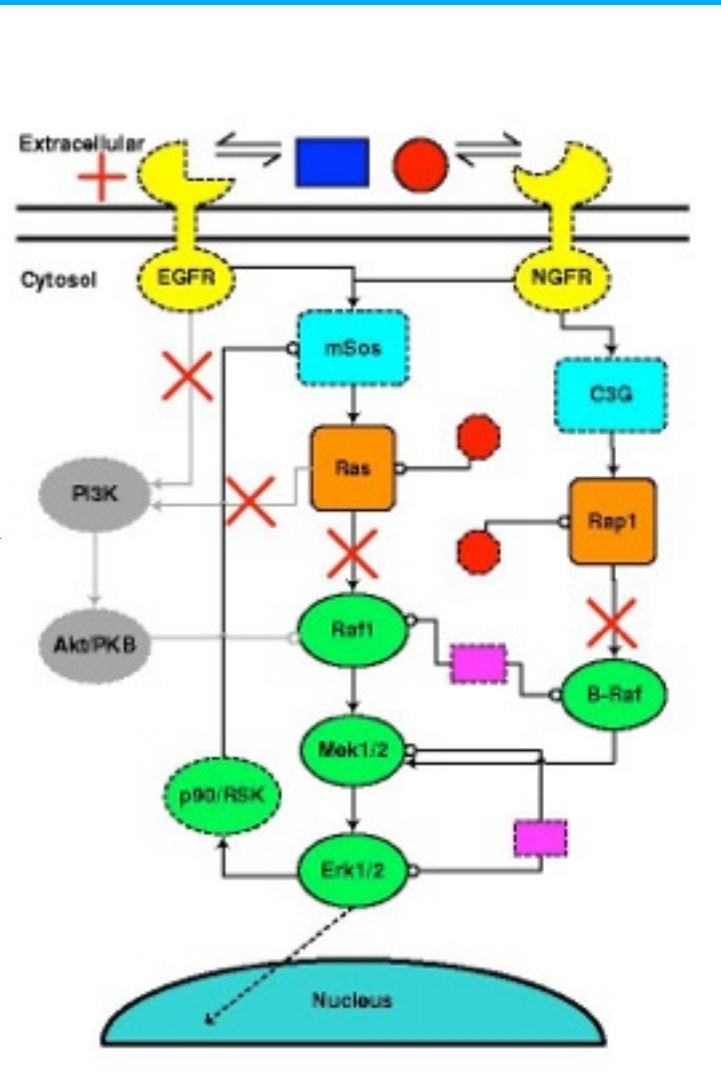 Extracellular
EGFR
NGFR
Cytosol
mSos
C3G
Ras
PI3K
Rap1
Raf1
Akt/PKB
B-Raf
Mek1/2
p90/RSK
Erk1/2
Nucleus